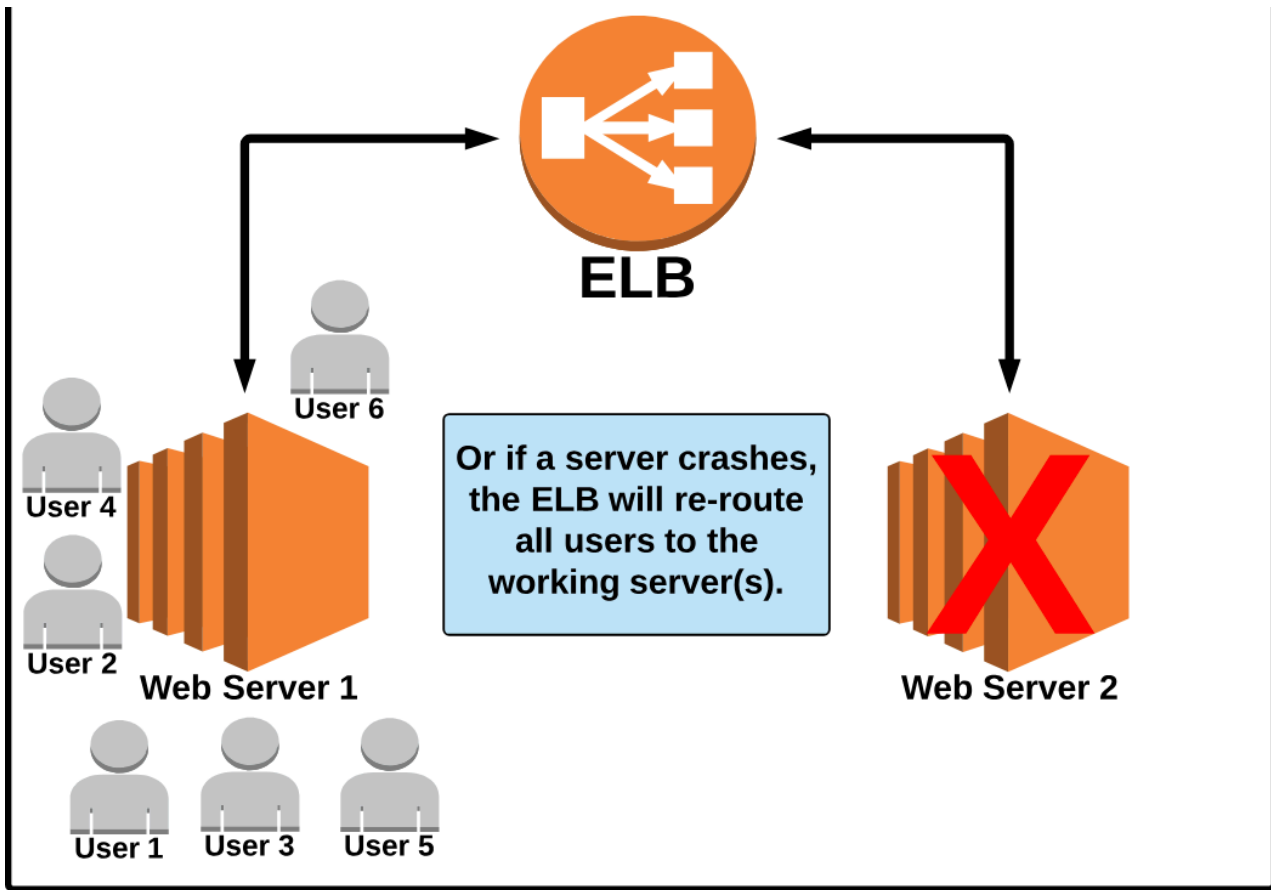 ELB
User 6
User 4
Or if a server crashes,
the ELB will re-route
all users to the
working server(s).
X
User 2
Web Server 1
Web Server 2
User 1
User 3
User 5